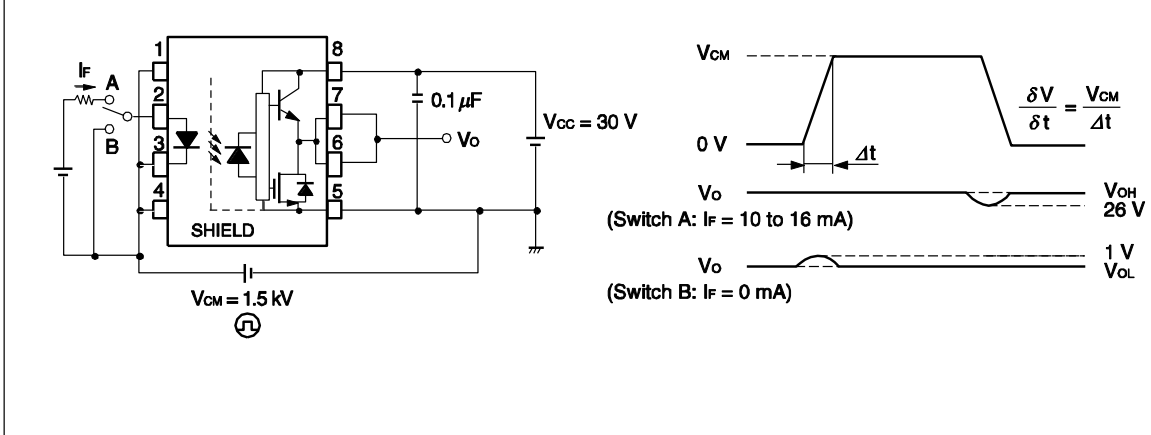 1
2
3
4
8
7
6
5
IF
A
B
SHIELD
0.1 μF
VCC = 30 V
VO
VCM = 1.5 kV
VCM
0 V
Δt
δV
δt
=
VCM
Δt
VO
(Switch A: IF = 10 to 16 mA)
VOH
26 V
VO
(Switch B: IF = 0 mA)
1 V
VOL